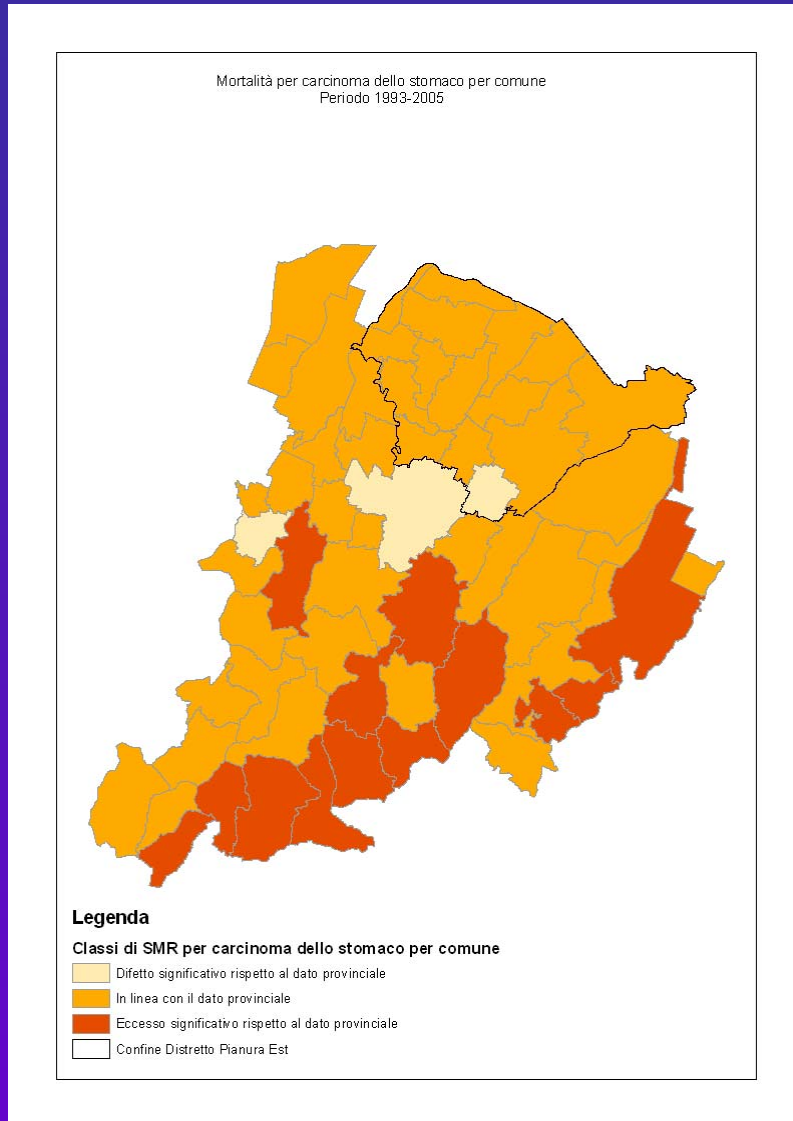 Mortalità per carcinoma dello stomaco per comune
Periodo 1993-2005
Legenda
Classi di SMR per carcinoma dello stomaco per comune
Difetto significativo rispetto al dato provinciale
In linea con il dato provinciale
Eccesso significativo rispetto al dato provinciale
Confine Distretto Pianura Est